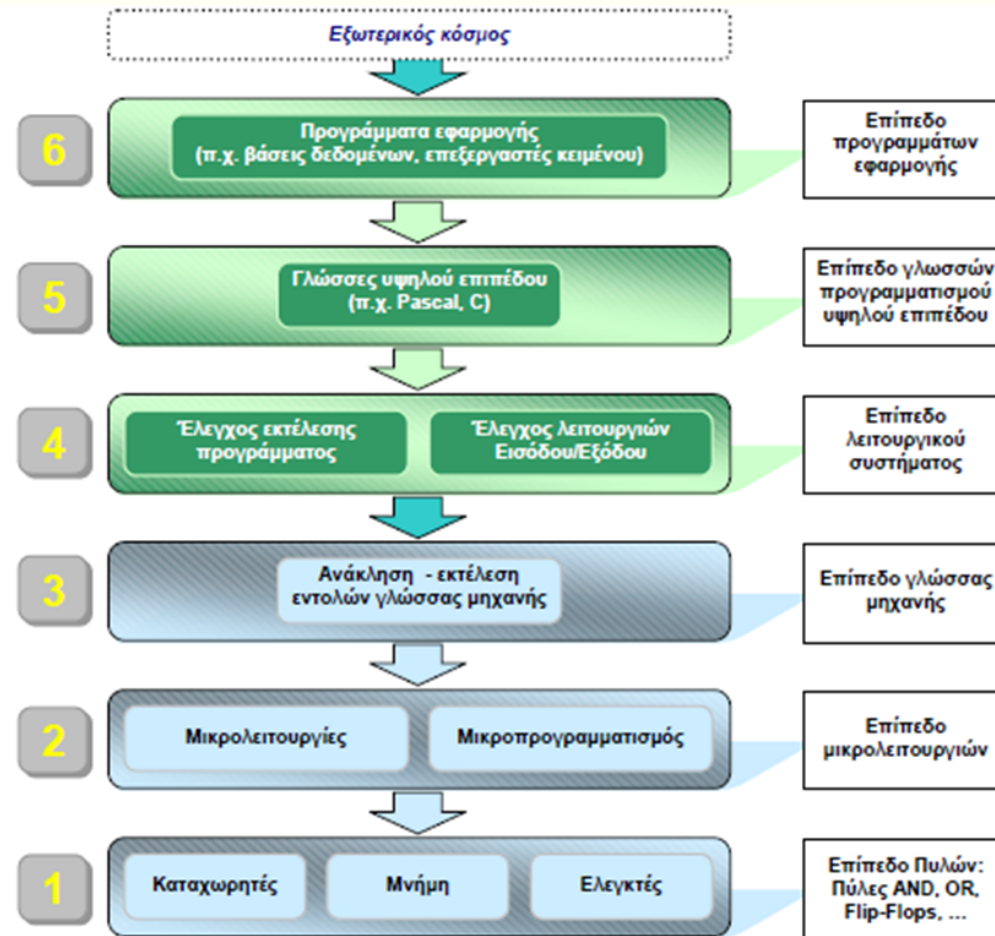 Εξωτερικός κόσμος
6
Προγράμματα εφαρμογής
(π.χ. βάσεις δεδομένων, επεξεργαστές κειμένου)
Επίπεδο
προγραμμάτων
εφαρμογής
5
Γλώσσες υψηλού επιπέδου
(π.χ. Pascal, C)
Επίπεδο γλωσσών
προγραμματισμού
υψηλού επιπέδου
4
Έλεγχος εκτέλεσης
προγράμματος
Έλεγχος λειτουργιών
Εισόδου/Εξόδου
Επίπεδο
λειτουργικού
συστήματος
3
Ανάκληση - εκτέλεση
εντολών γλώσσας μηχανής
Επίπεδο γλώσσας
μηχανής
2
Μικρολειτουργίες
Μικροπρογραμματισμός
Επίπεδο
μικρολειτουργιών
1
Καταχωρητές
Μνήμη
Ελεγκτές
Επίπεδο Πυλών:
Πύλες AND, OR,
Flip-Flops, ...